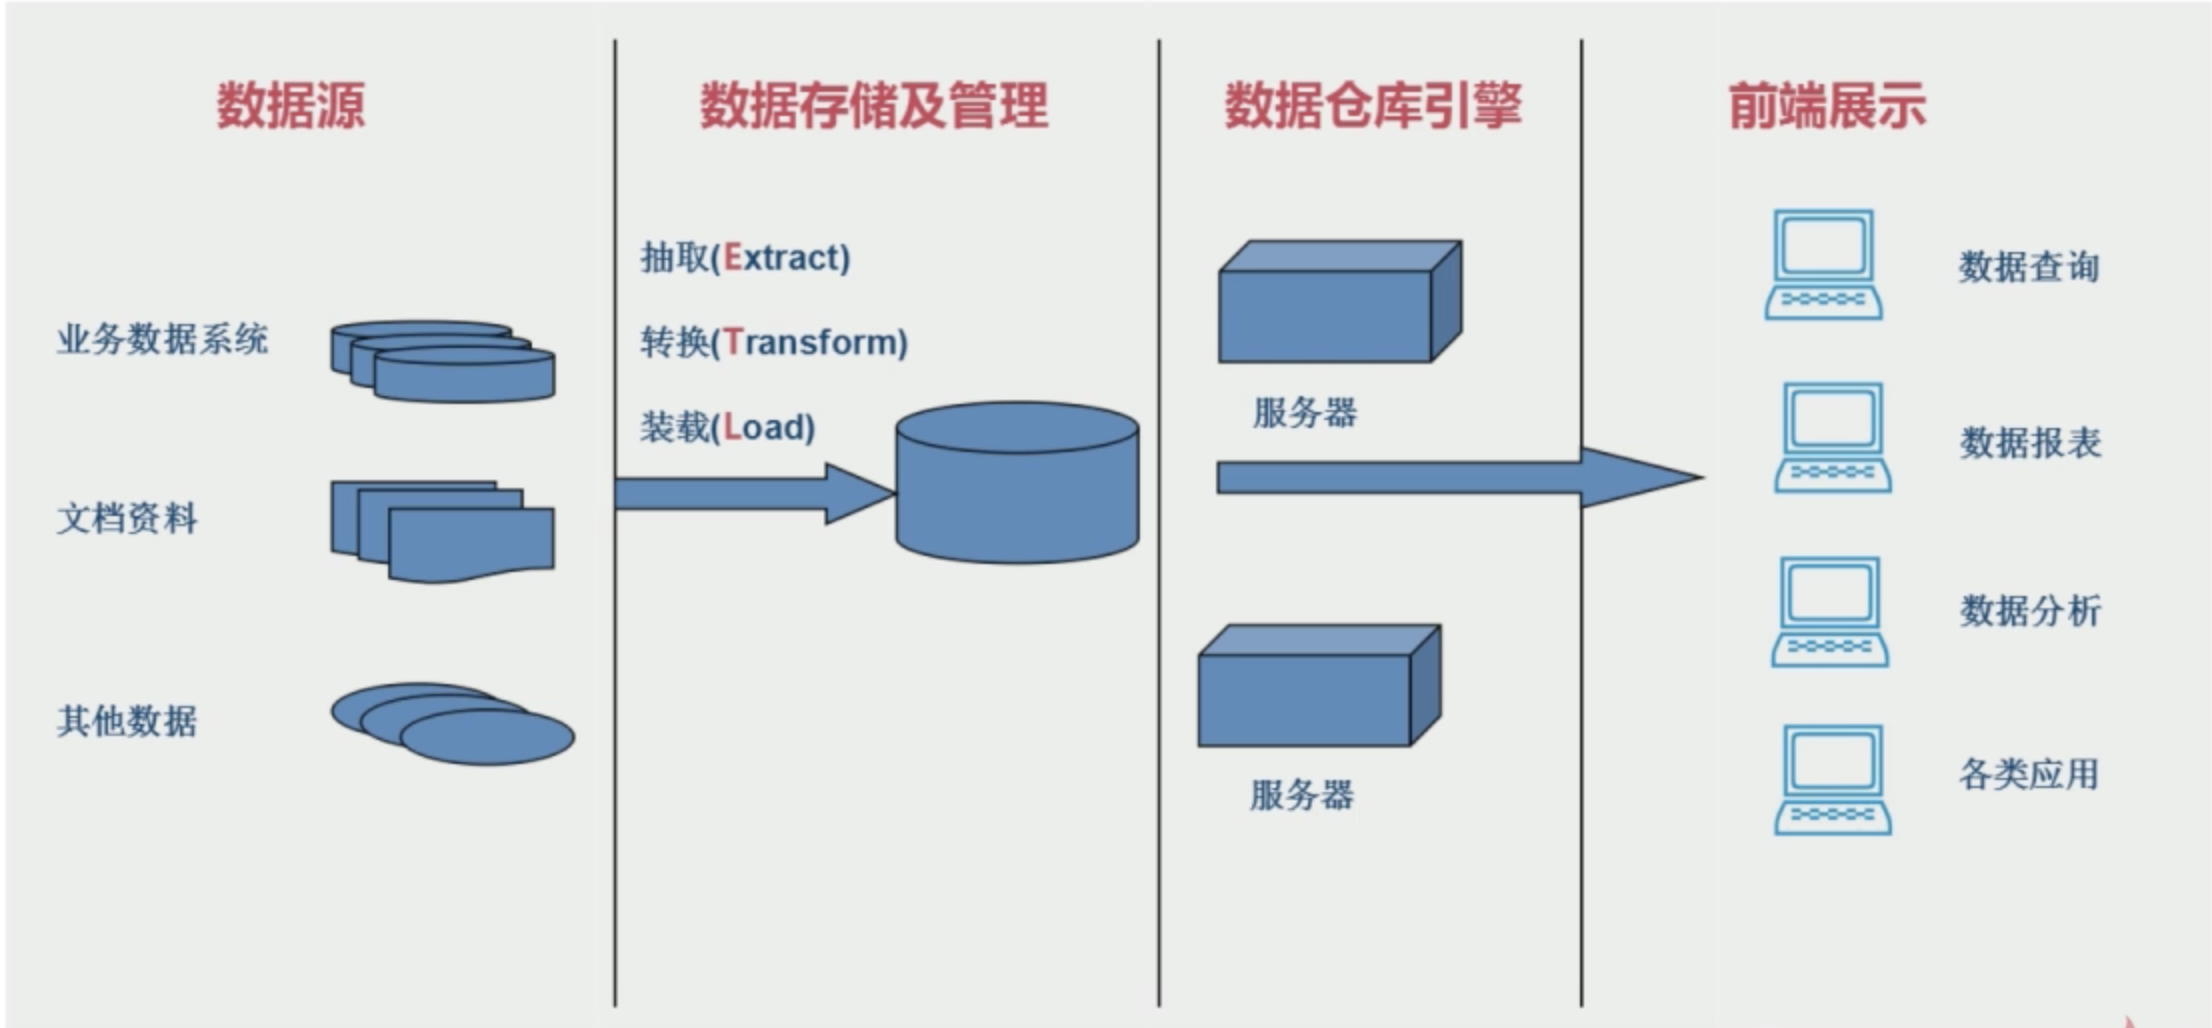 数据源
数据存储及管理
数据仓库引擎
前端展示
业务数据系统
文档资料
其他数据
抽取(Extract)
转换(Transform)
装载(Load)
服务器
服务器
数据查询
数据报表
数据分析
各类应用